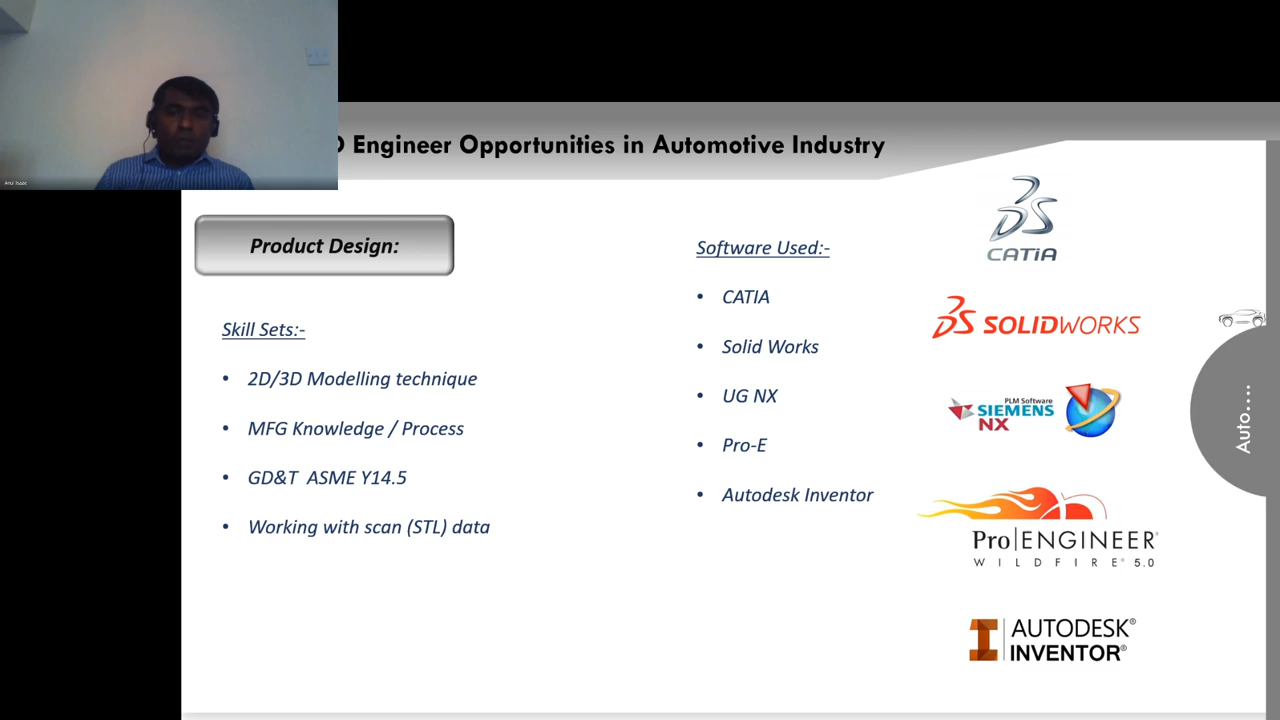 Engineer Opportunities in Automotive Industry
Product Design:
Skill Sets:-
• 2D/3D Modelling technique
• MFG Knowledge / Process
• GD&T ASME Y14.5
• Working with scan (STL) data
Software Used:-
• CATIA
• Solid Works
• UG NX
• Pro-E
• Autodesk Inventor
CATIA
SOLIDWORKS
PLM Software
SIEMENS
NX
Pro|ENGINEER®
WILDFIRE® 5.0
AUTODESK®
INVENTOR®
Auto....